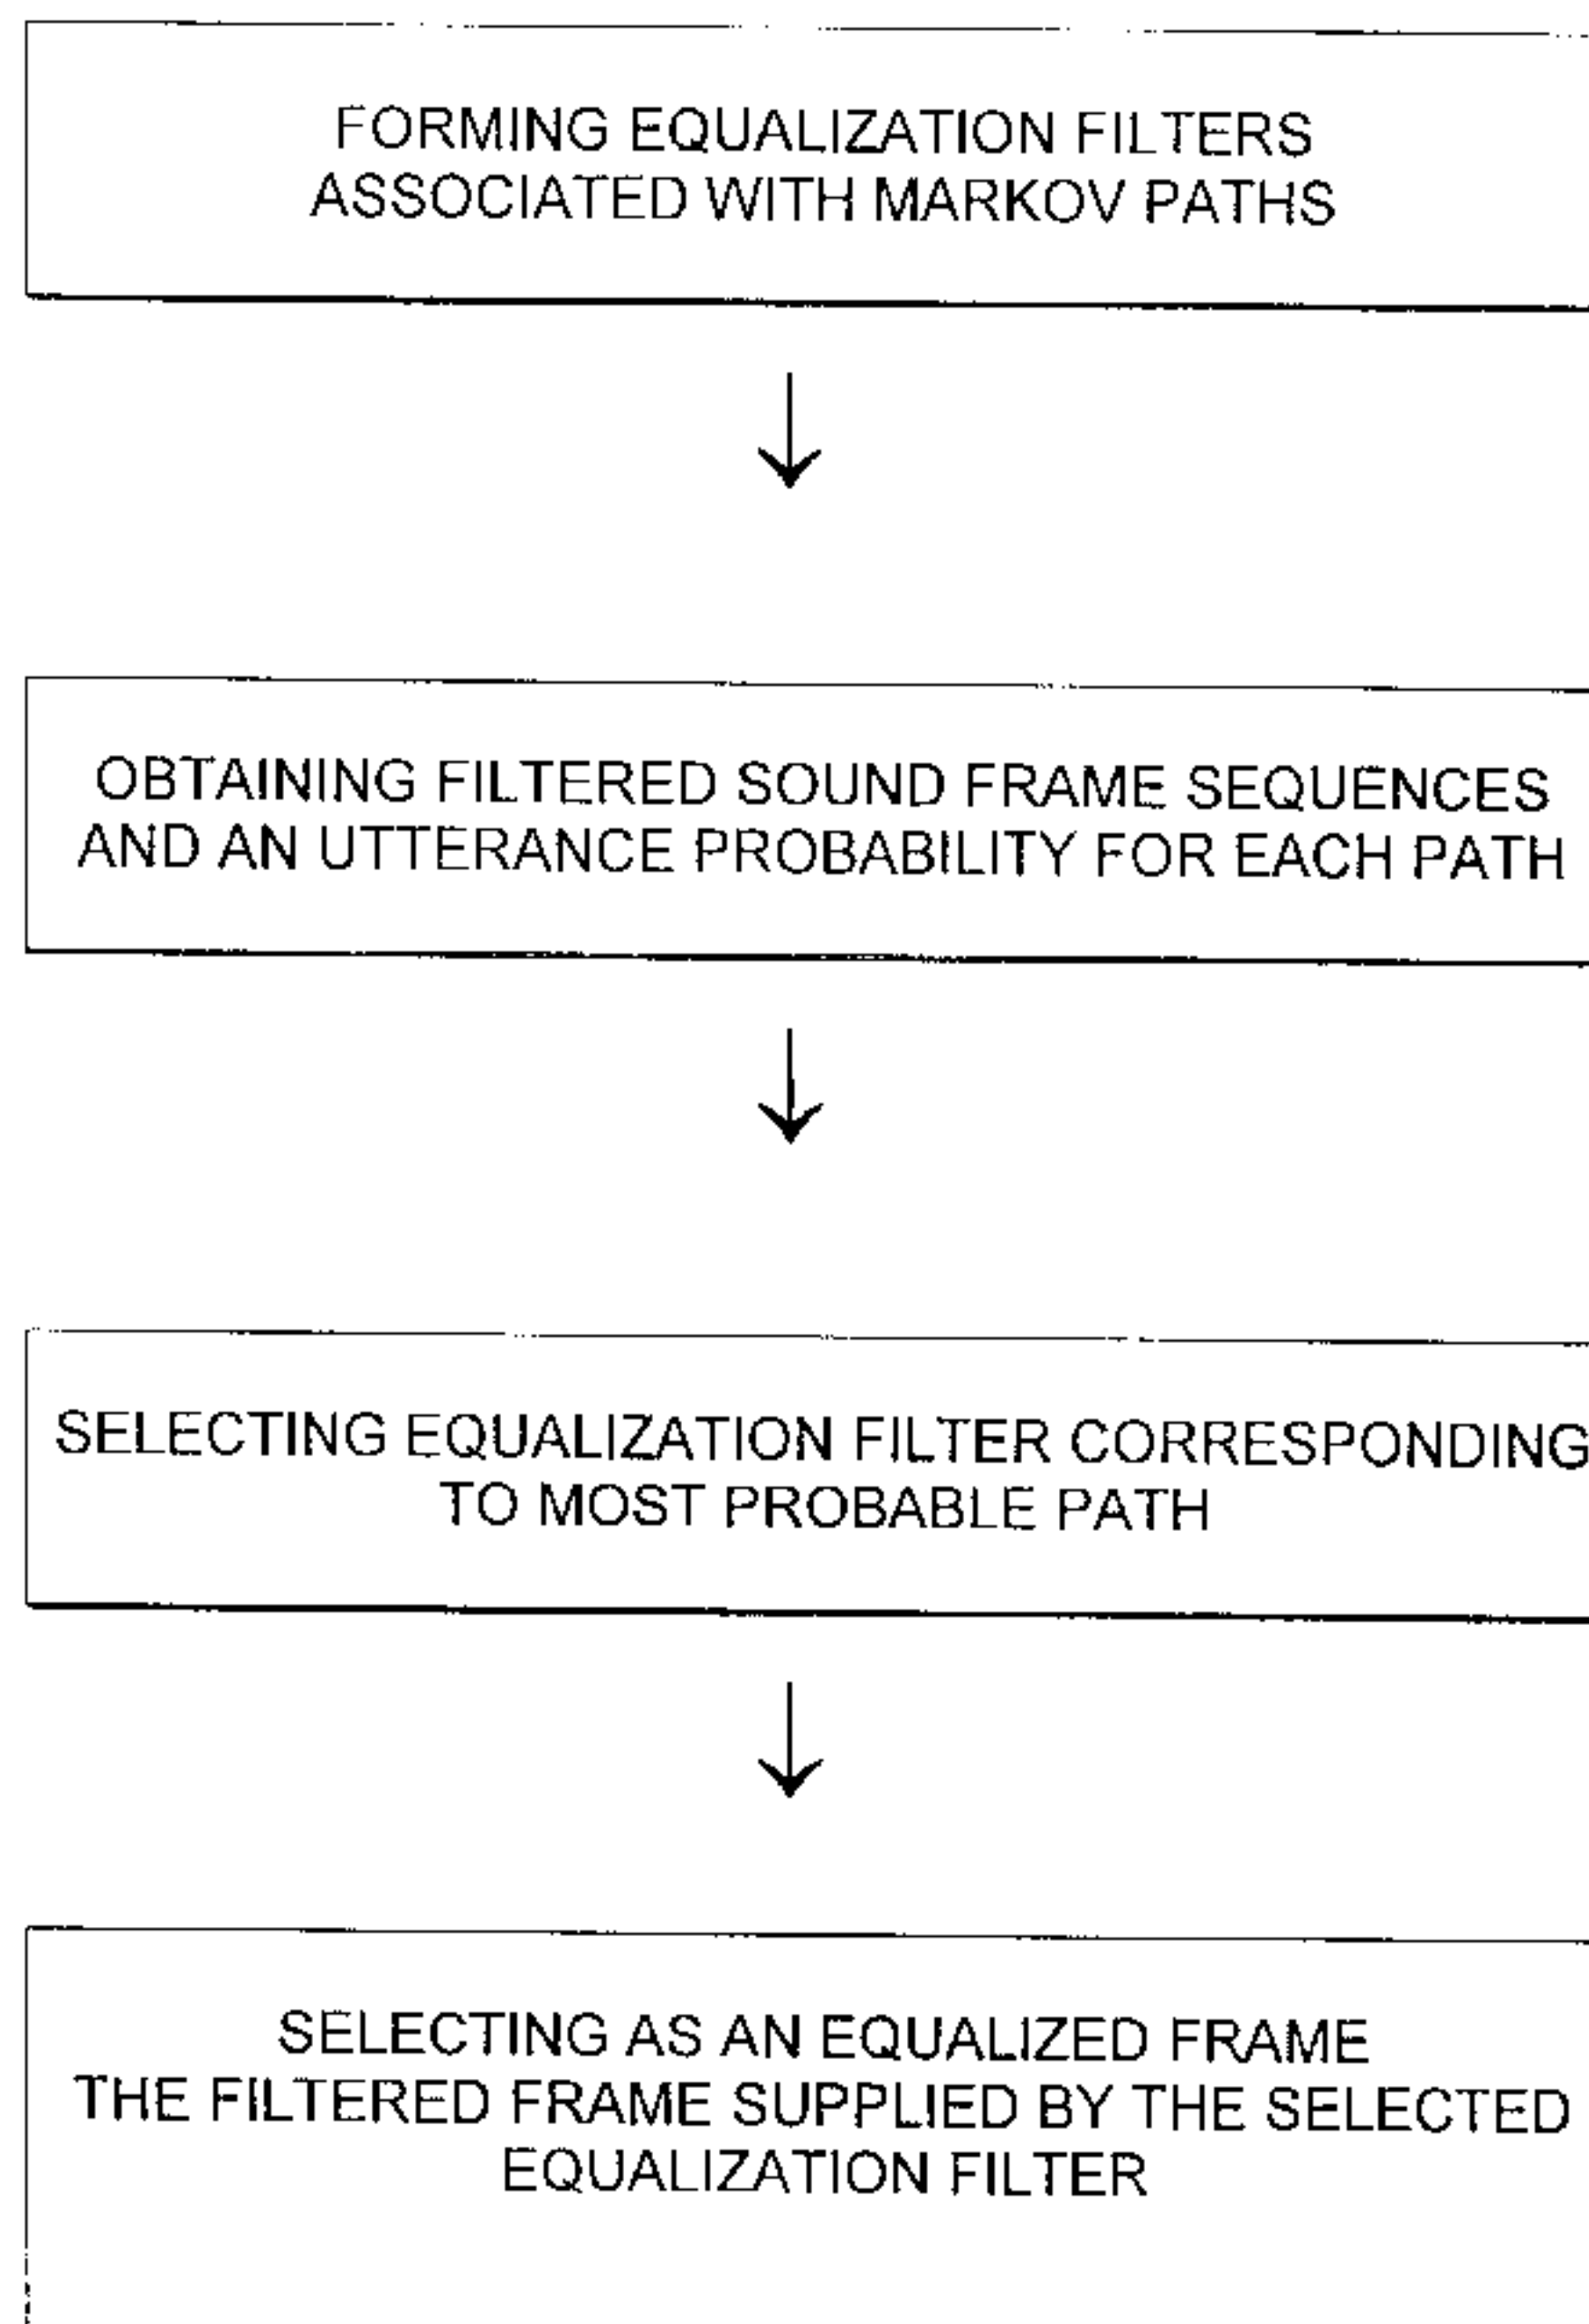 FORMING EQUALIZATION FILTERS
ASSOCIATED WITH MARKOV PATHS
OBTAINING FILTERED SOUND FRAME SEQUENCES
AND AN UTTERANCE PROBABILITY FOR EACH PATH
SELECTING EQUALIZATION FILTER CORRESPONDING
TO MOST PROBABLE PATH
SELECTING AS AN EQUALIZED FRAME
THE FILTERED FRAME SUPPLIED BY THE SELECTED
EQUALIZATION FILTER